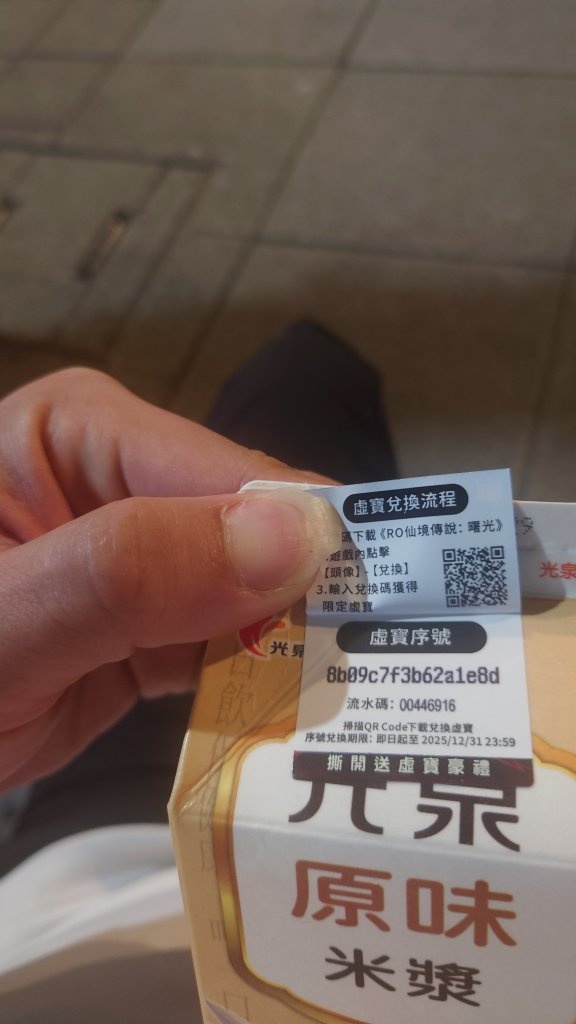 虛寶兌換流程
碼下載《RO仙境傳說：曙光》
.遊戲內點擊
【頭像】-【兌換】
3.輸入兌換碼獲得
限定虛寶
虛寶序號
8b09c7f3b62a1e8d
流水碼：00446916
掃描QR Code下載兌換虛寶
序號兌換期限：即日起至 2025/12/31 23:59
撕開送虛寶豪禮
光泉
光泉
光泉
原味
米漿